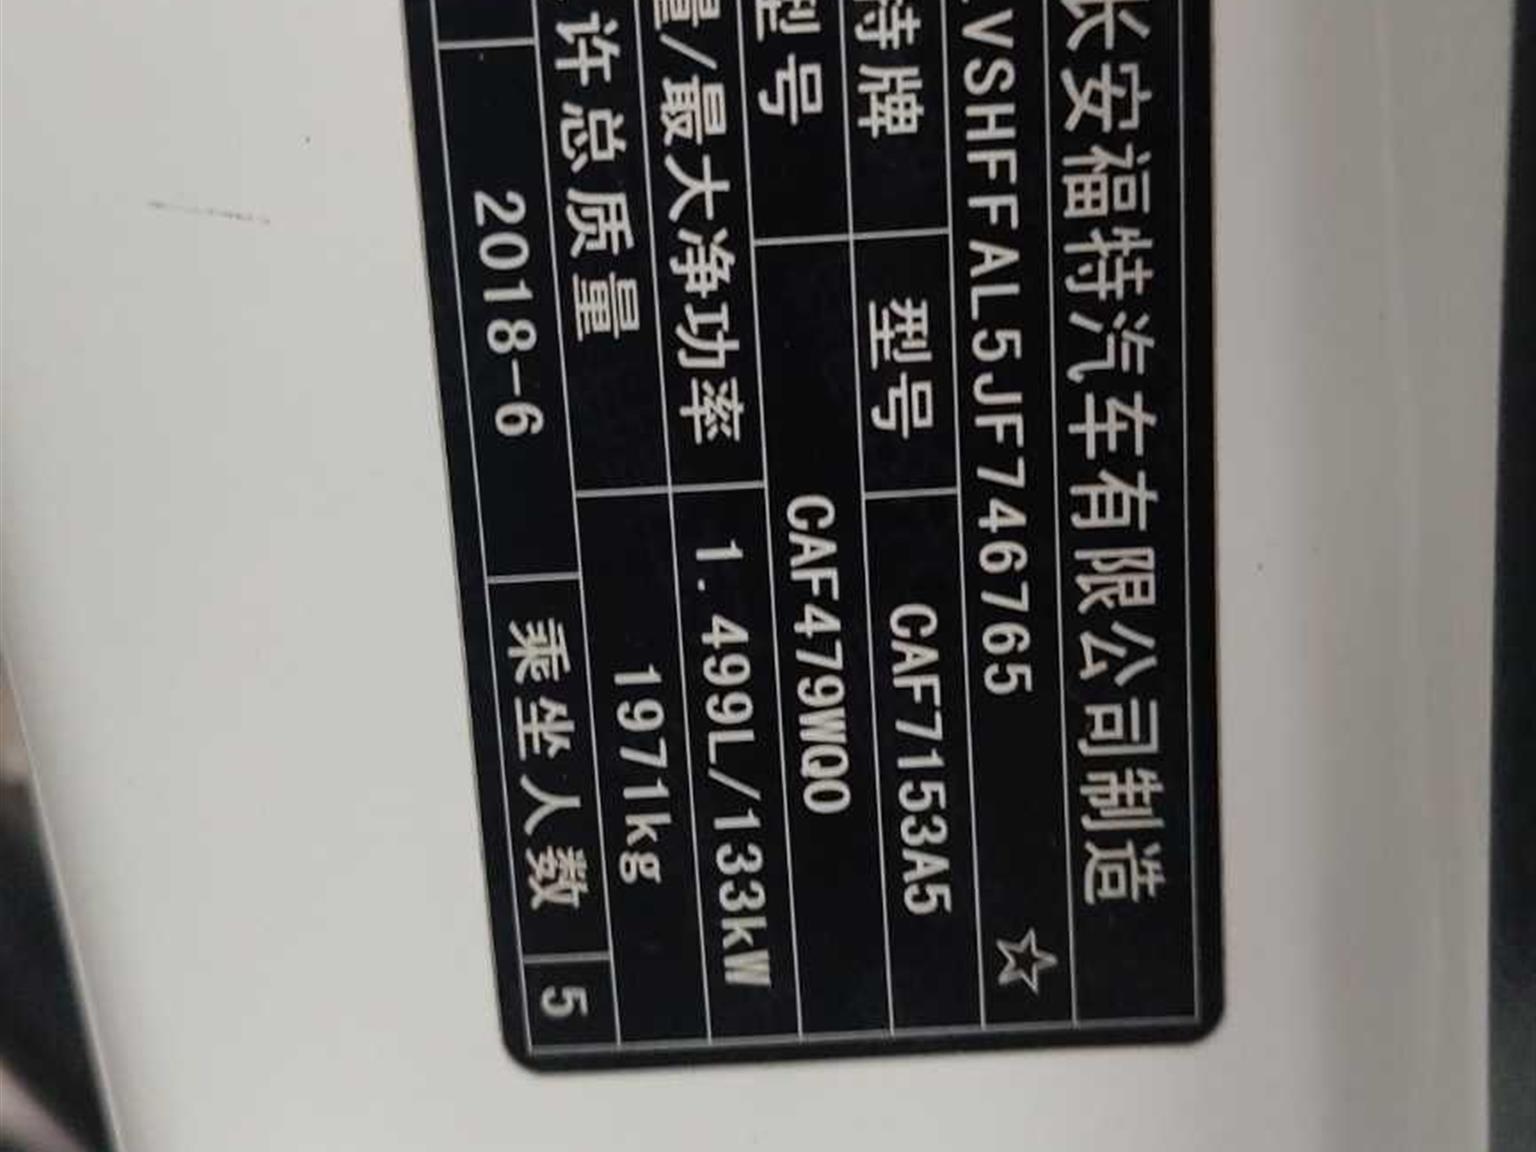 长安福特汽车有限公司制造
LVSHFFAL5JF746765 ☆
特牌 型号 CAF7153A5
型号 CAF479WQ0
量/最大净功率 1.499L/133kW
许总质量 1971kg
2018-6 乘坐人数 5